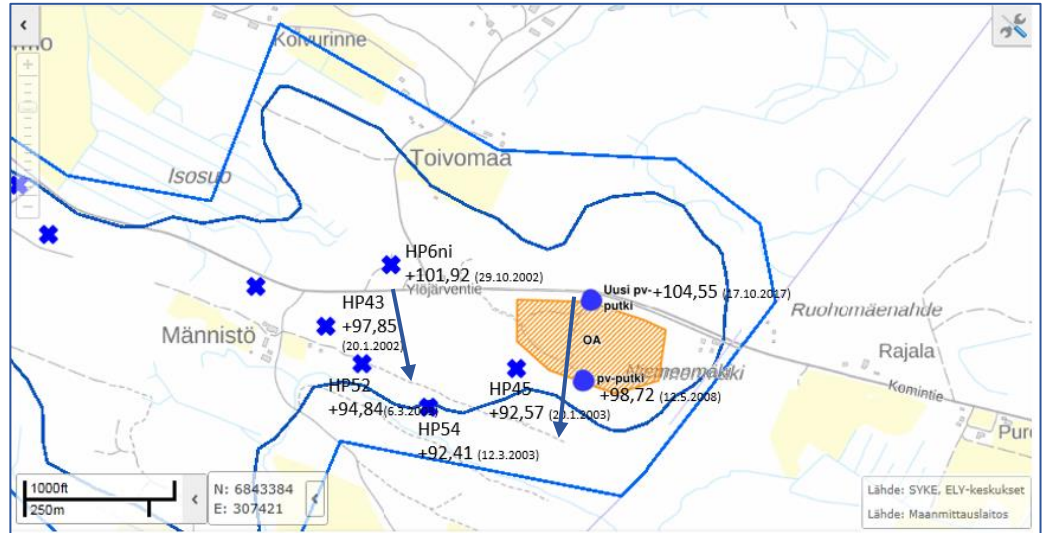 Koivurinne
Toivomaa
Isosuo
HP6ni
+101,92 (29.10.2002)
Ylöjärventie
HP43
+97,85
(20.1.2002)
Männistö
Uusi pv-
putki
+104,55 (17.10.2017)
Ruohomäenahde
OA
Rajala
HP52
+94,84
HP45
+92,57 (20.1.2003)
pv-putki
+98,72 (12.5.2008)
Komintie
HP54
+92,41 (12.3.2003)
1000ft
250m
N: 6843384
E: 307421
Lähde: SYKE, ELY-keskukset
Lähde: Maanmittauslaitos